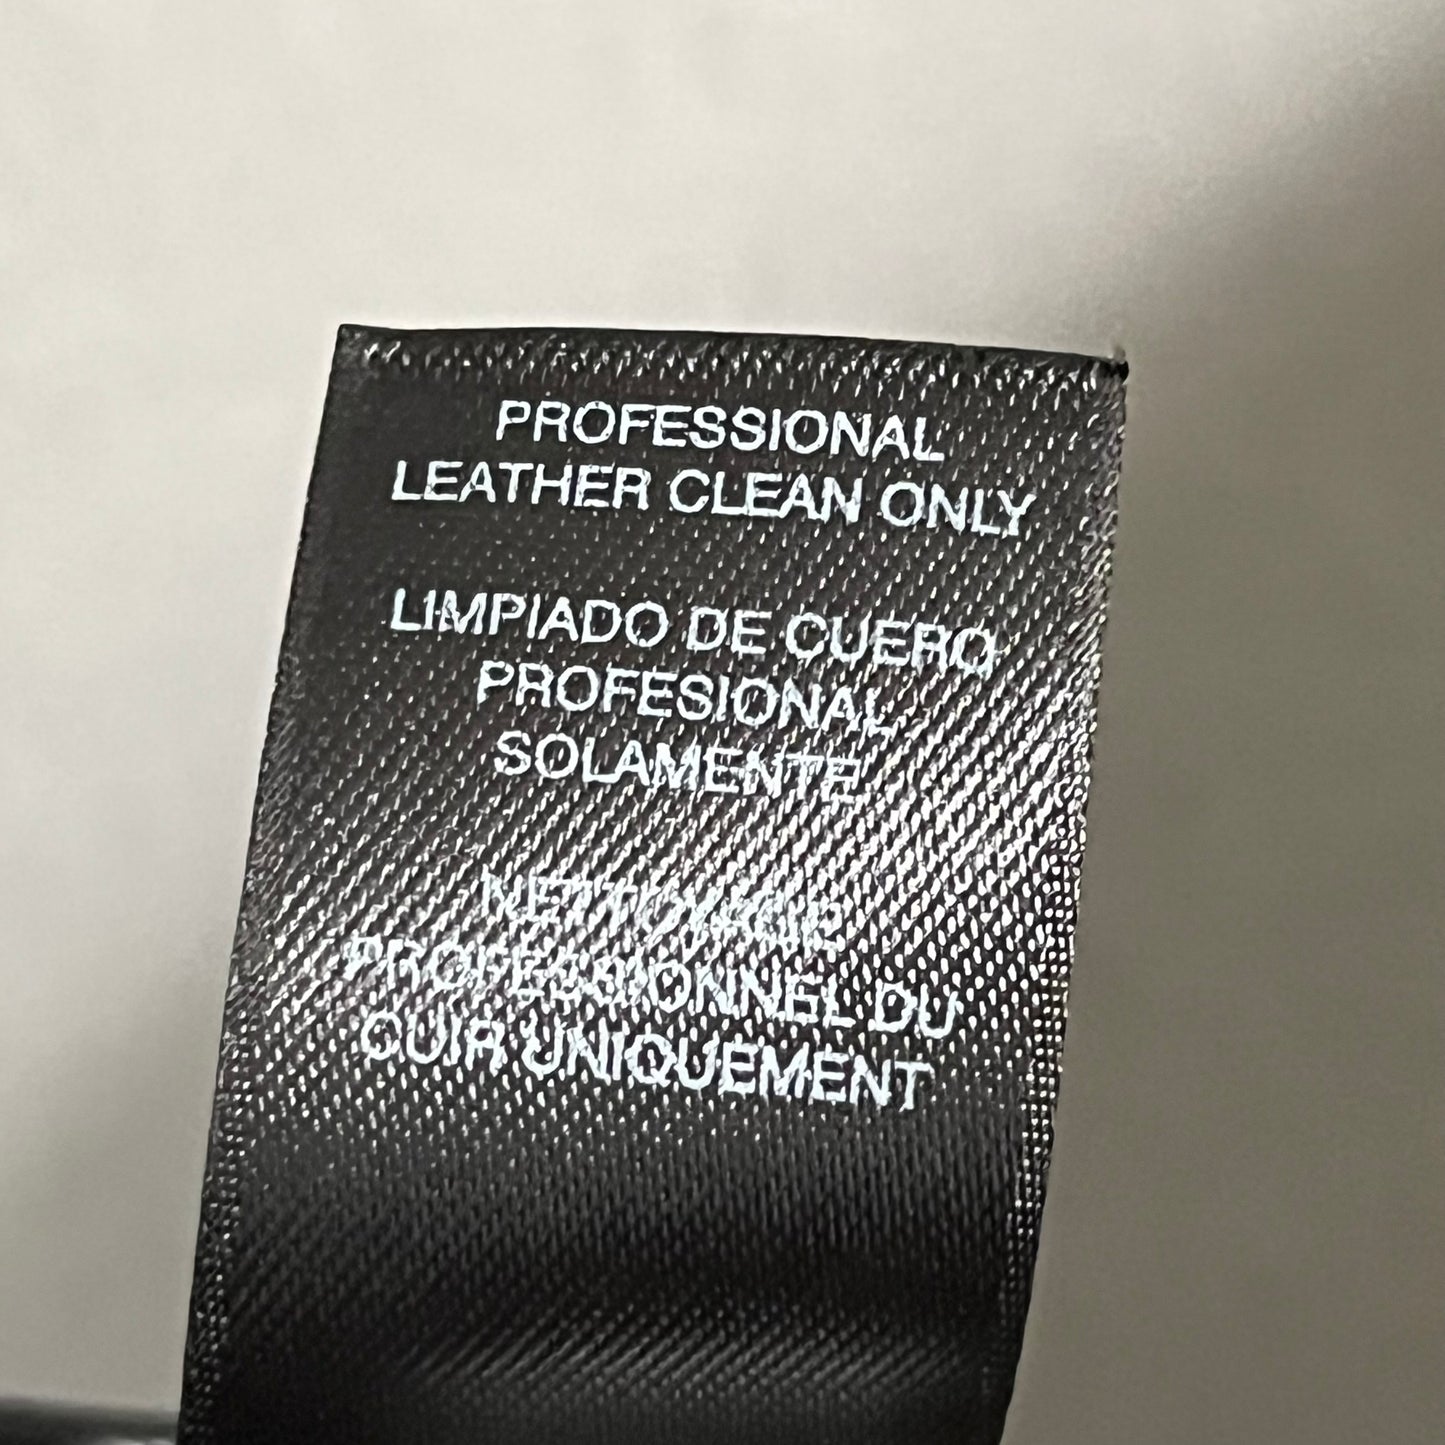 PROFESSIONAL
LEATHER CLEAN ONLY
LIMPIADO DE CUERO
PROFESIONAL
SOLAMENTE
NETTOYAGE
PROFESSIONNEL DU
CUIR UNIQUEMENT